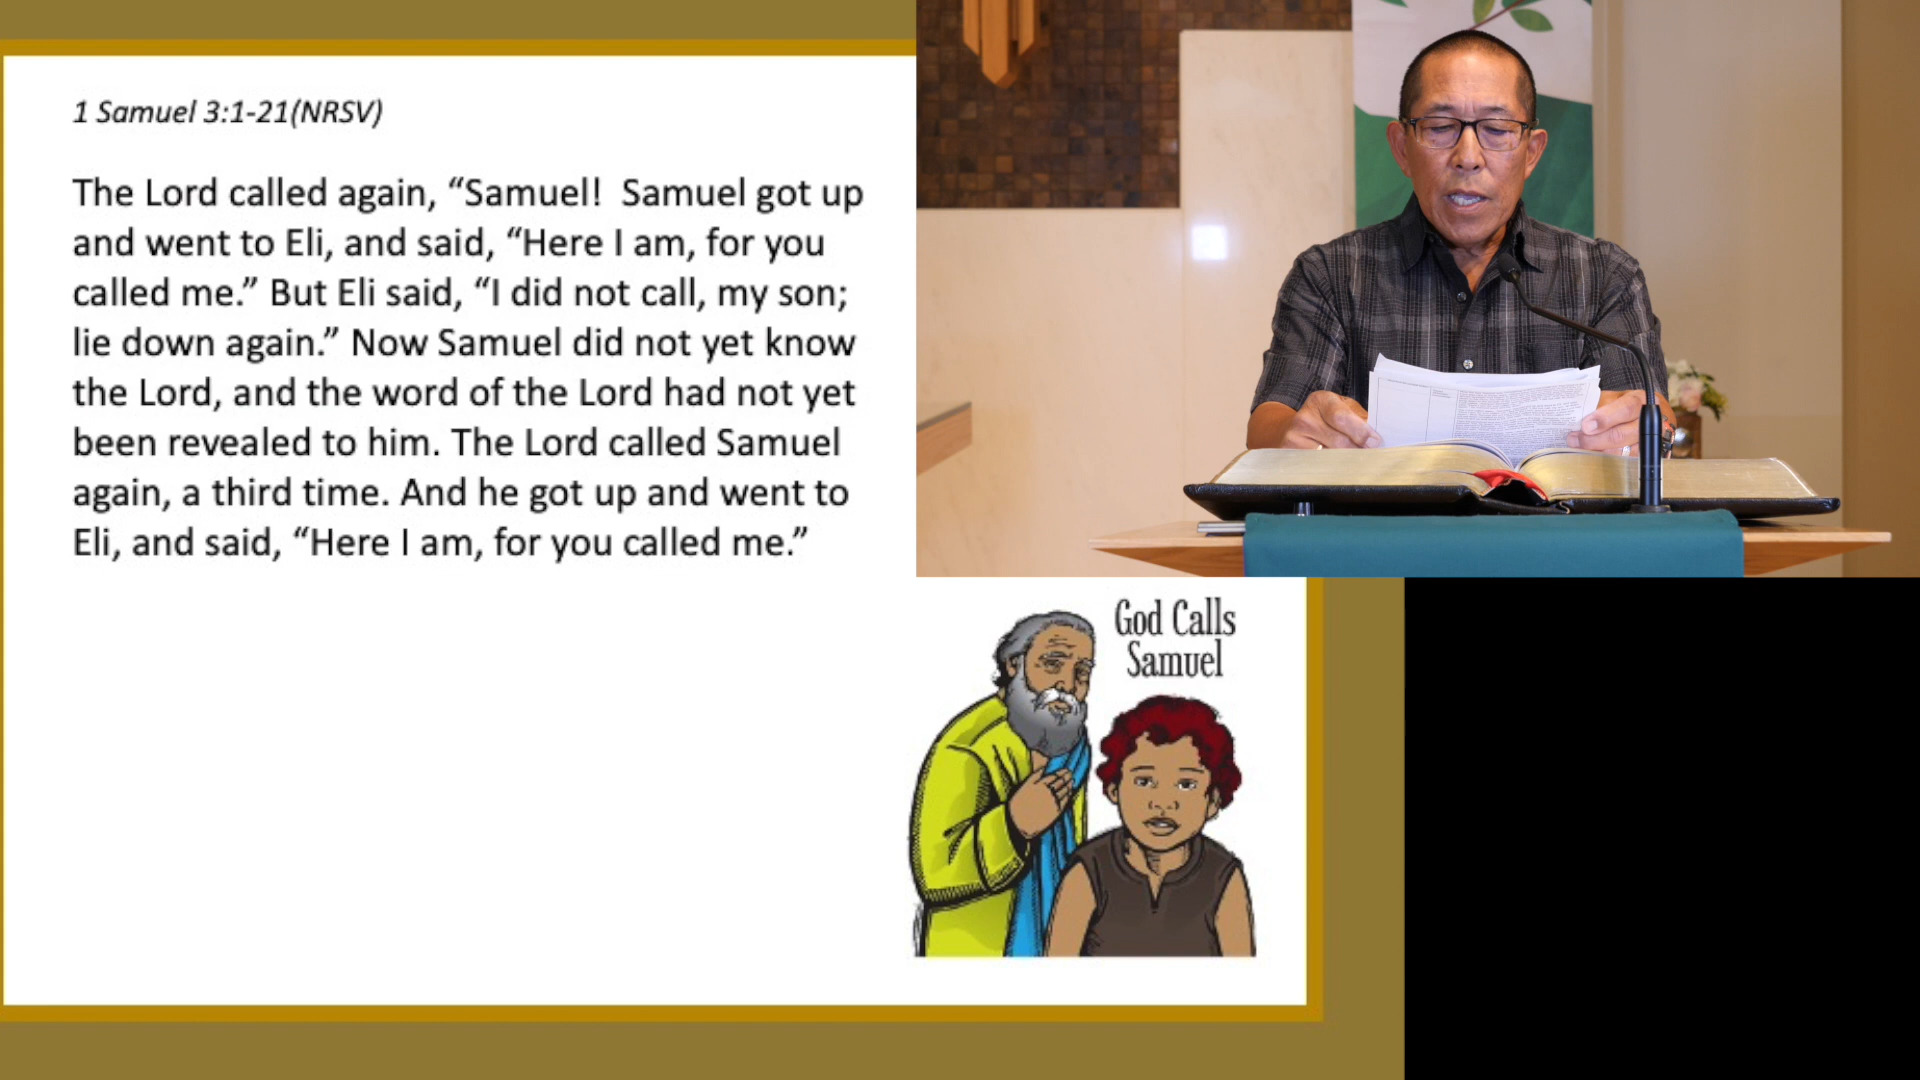 1 Samuel 3:1-21(NRSV)
The Lord called again, “Samuel!  Samuel got up
and went to Eli, and said, “Here I am, for you
called me.” But Eli said, “I did not call, my son;
lie down again.” Now Samuel did not yet know
the Lord, and the word of the Lord had not yet
been revealed to him. The Lord called Samuel
again, a third time. And he got up and went to
Eli, and said, “Here I am, for you called me.”
God Calls
Samuel